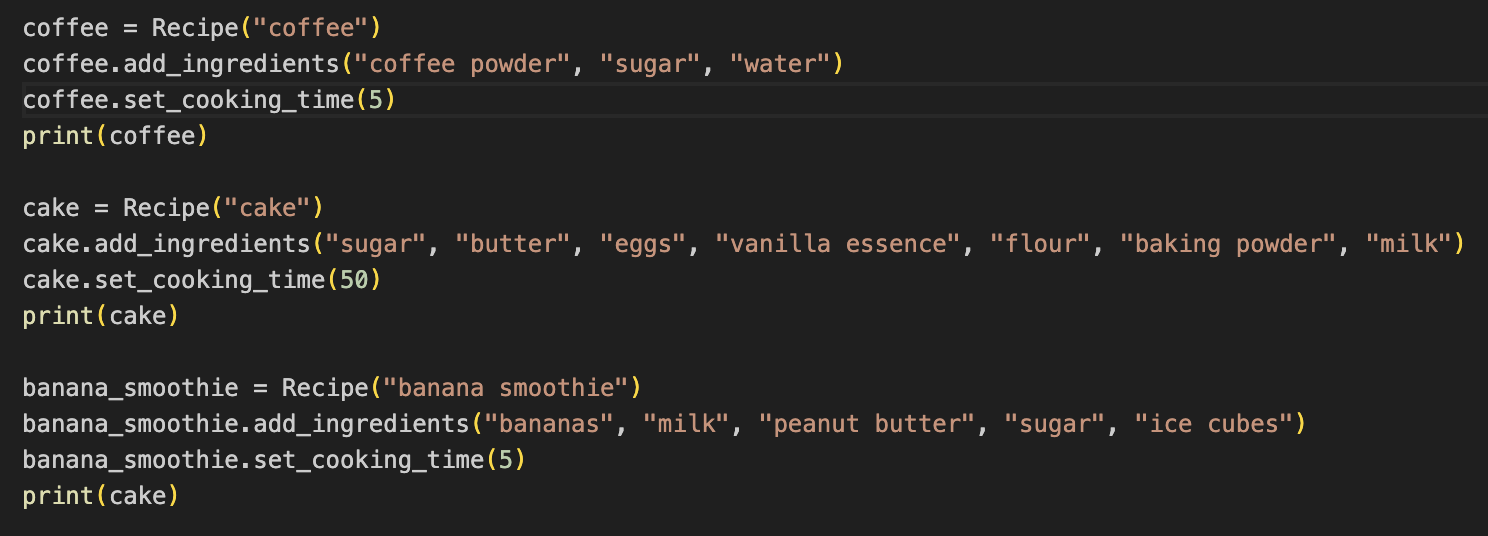 coffee = Recipe("coffee")
coffee.add_ingredients("coffee powder", "sugar", "water")
coffee.set_cooking_time(5)
print(coffee)

cake = Recipe("cake")
cake.add_ingredients("sugar", "butter", "eggs", "vanilla essence", "flour", "baking powder", "milk")
cake.set_cooking_time(50)
print(cake)

banana_smoothie = Recipe("banana smoothie")
banana_smoothie.add_ingredients("bananas", "milk", "peanut butter", "sugar", "ice cubes")
banana_smoothie.set_cooking_time(5)
print(cake)